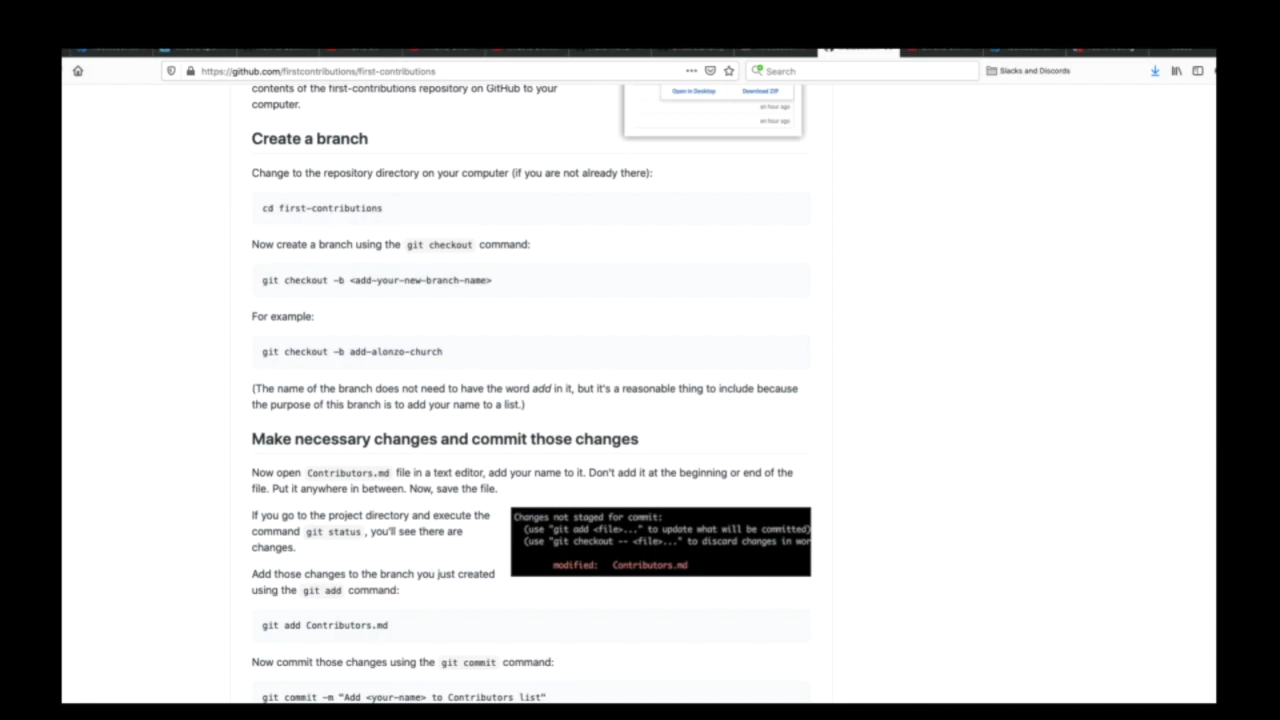 https://github.com/firstcontributions/first-contributions
Search
Slacks and Discords
contents of the first-contributions repository on GitHub to your
computer.
Open in Desktop
Download ZIP
an hour ago
an hour ago
Create a branch
Change to the repository directory on your computer (if you are not already there):
cd first-contributions
Now create a branch using the git checkout command:
git checkout -b <add-your-new-branch-name>
For example:
git checkout -b add-alonzo-church
(The name of the branch does not need to have the word add in it, but it's a reasonable thing to include because
the purpose of this branch is to add your name to a list.)
Make necessary changes and commit those changes
Now open Contributors.md file in a text editor, add your name to it. Don't add it at the beginning or end of the
file. Put it anywhere in between. Now, save the file.
If you go to the project directory and execute the
command git status , you'll see there are
changes.
Changes not staged for commit:
(use "git add <file>..." to update what will be committed)
(use "git checkout -- <file>..." to discard changes in wor
modified: Contributors.md
Add those changes to the branch you just created
using the git add command:
git add Contributors.md
Now commit those changes using the git commit command:
git commit -m "Add <your-name> to Contributors list"